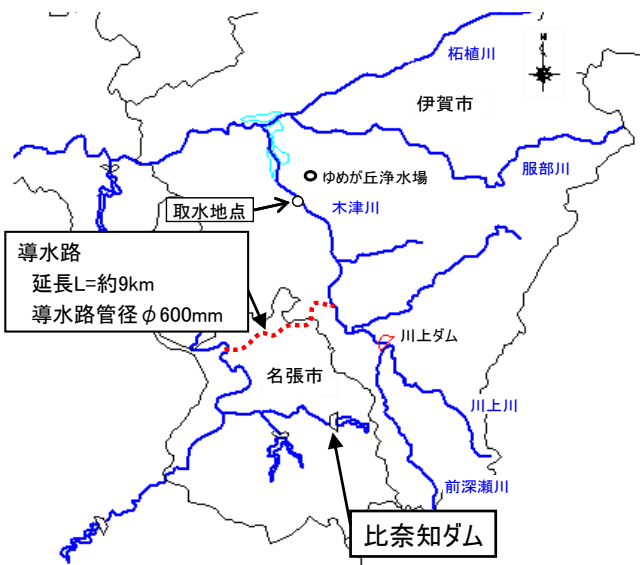 N
柘植川
伊賀市
服部川
ゆめが丘浄水場
取水地点
木津川
導水路
延長L=約9km
導水路管径φ600mm
川上ダム
名張市
川上川
前深瀬川
比奈知ダム